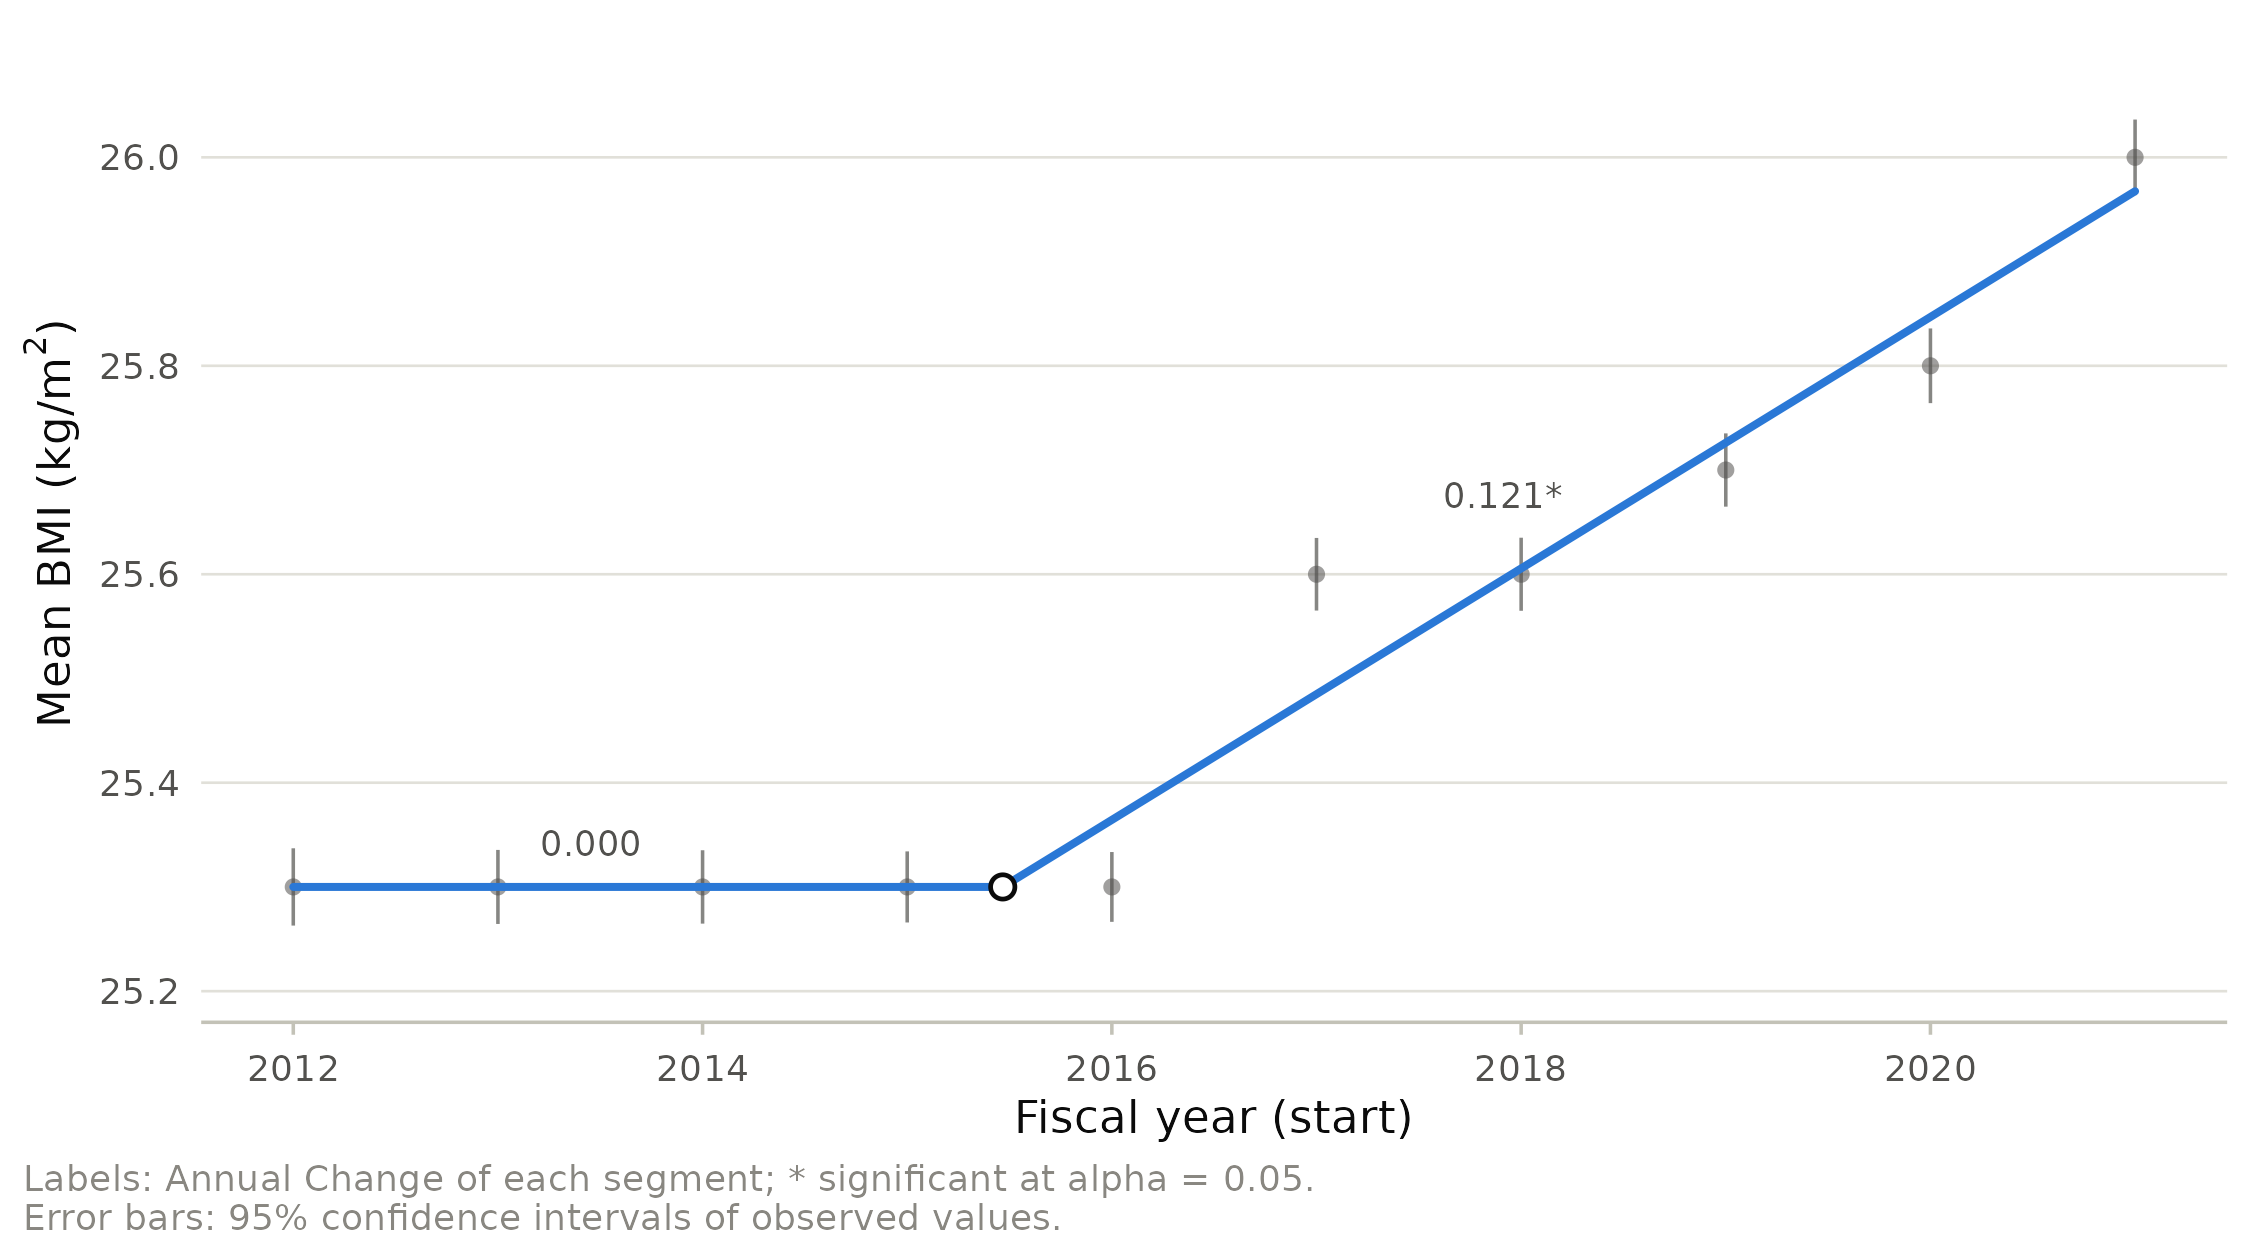 26.0
25.8
25.6
25.4
25.2
Mean BMI (kg/m²)
0.121*
0.000
2012 2014 2016 2018 2020
Fiscal year (start)
Labels: Annual Change of each segment; * significant at alpha = 0.05.
Error bars: 95% confidence intervals of observed values.